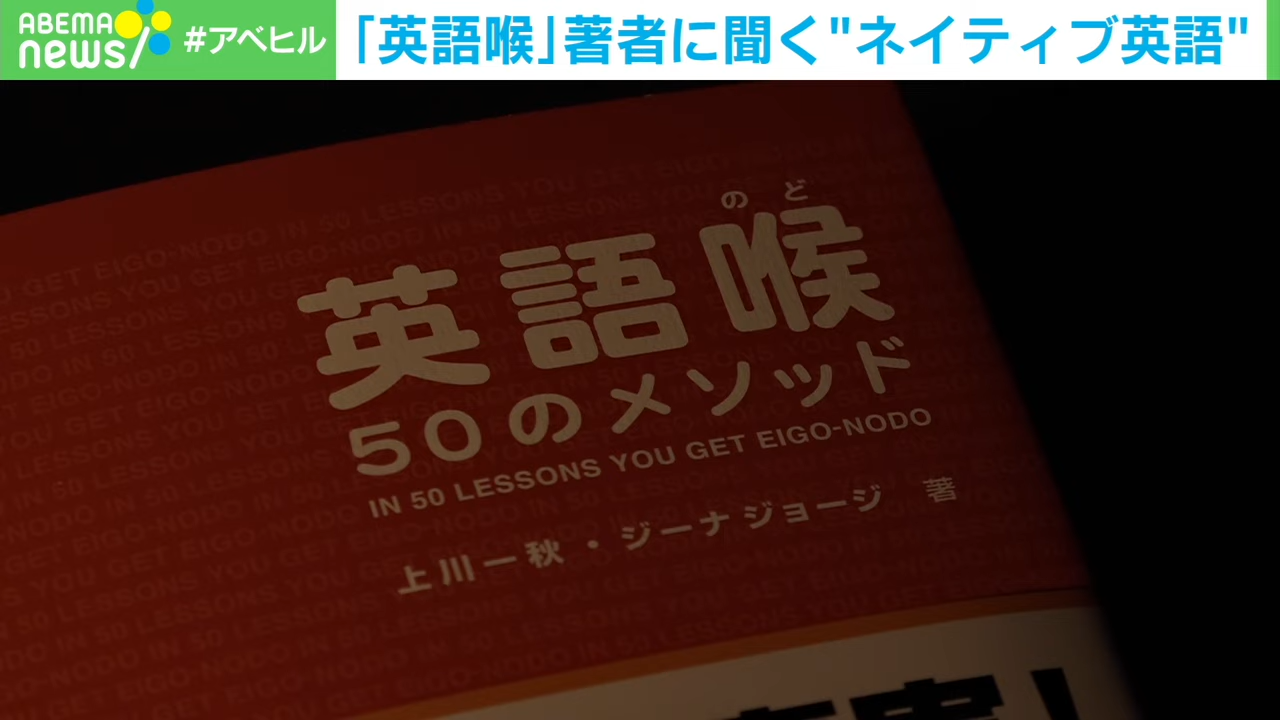 ABEMA
news/
#アベヒル
「英語喉」著者に聞く"ネイティブ英語"
のど
英語喉
50のメソッド
IN 50 LESSONS YOU GET EIGO-NODO
上川一秋・ジーナジョージ 著